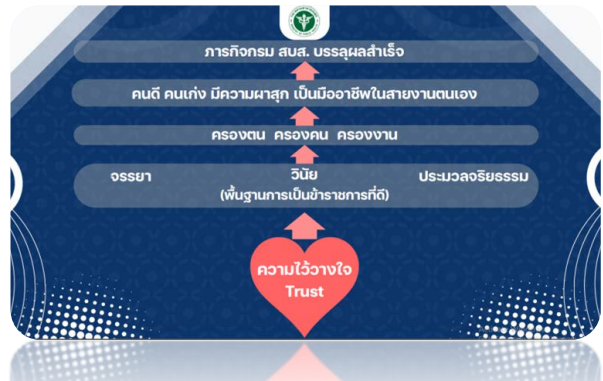 ภารกิจกรม สบส. บรรลุผลสำเร็จ
คนดี คนเก่ง มีความผาสุก เป็นมืออาชีพในสายงานตนเอง
ครองตน ครองคน ครองงาน
จรรยา วินัย ประมวลจริยธรรม
(พื้นฐานการเป็นข้าราชการที่ดี)
ความไว้วางใจ
Trust